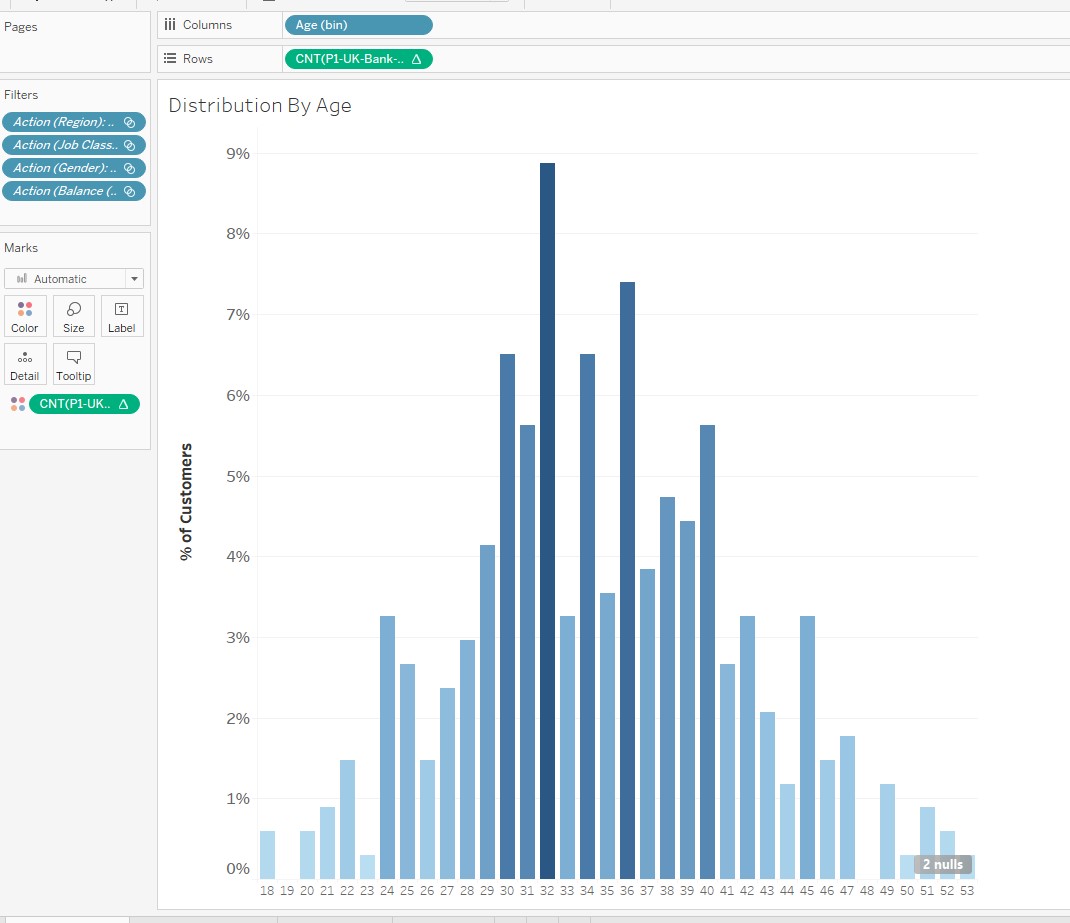 Pages
Columns
Age (bin)
Rows
CNT(P1-UK-Bank-.. Δ
Filters
Action (Region): ..
Action (Job Class..
Action (Gender): ..
Action (Balance (..
Marks
Automatic
Color
Size
T
Label
Detail
Tooltip
CNT(P1-UK.. Δ
Distribution By Age
% of Customers
9%
8%
7%
6%
5%
4%
3%
2%
1%
0%
2 nulls
18 19 20 21 22 23 24 25 26 27 28 29 30 31 32 33 34 35 36 37 38 39 40 41 42 43 44 45 46 47 48 49 50 51 52 53